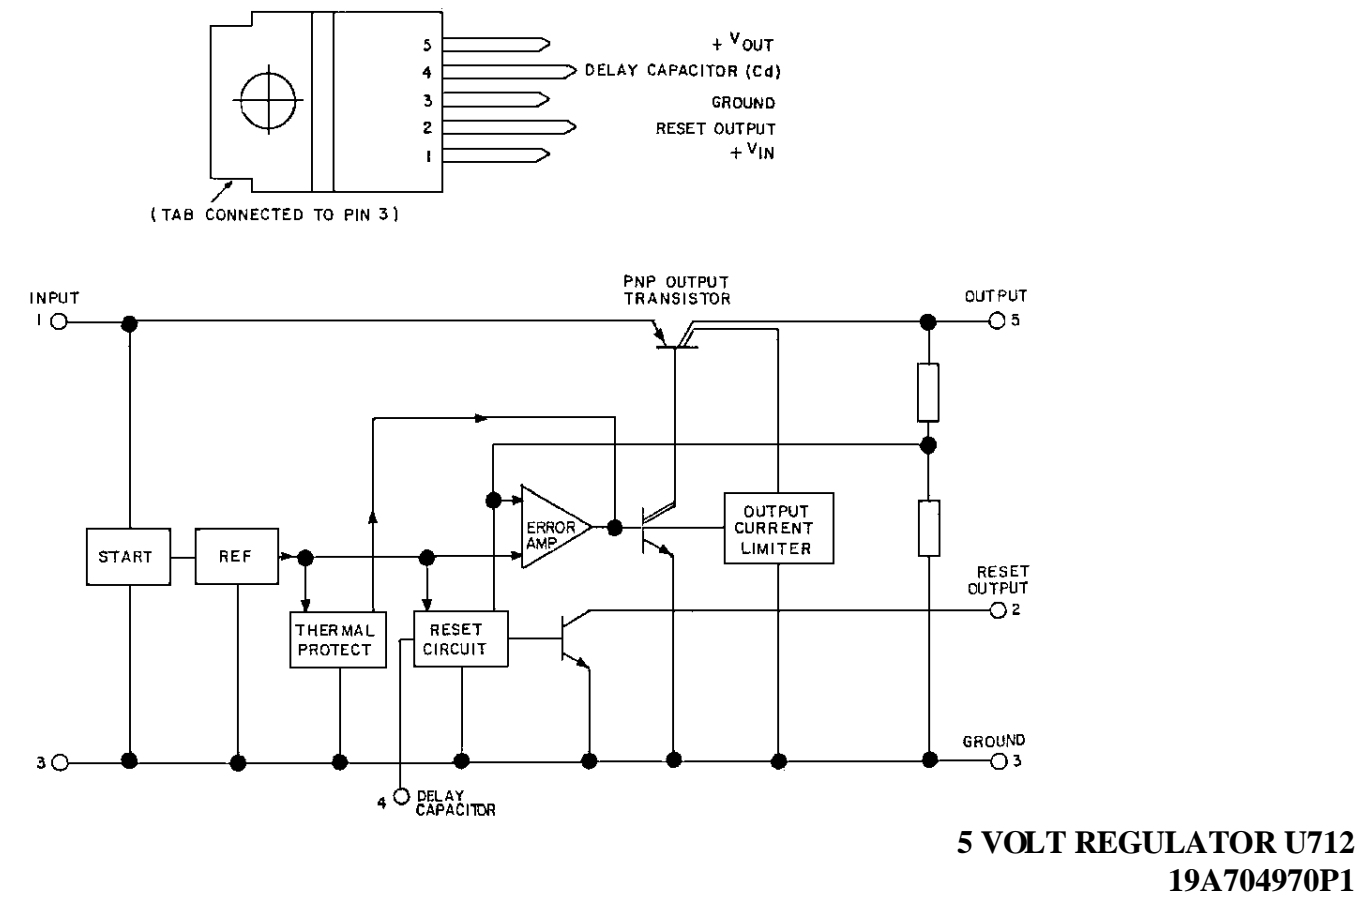 5
+ VOUT
4
DELAY CAPACITOR (Cd)
3
GROUND
2
RESET OUTPUT
1
+ VIN
(TAB CONNECTED TO PIN 3)
PNP OUTPUT
TRANSISTOR
INPUT
1
OUTPUT
5
START
REF
ERROR
AMP
OUTPUT
CURRENT
LIMITER
RESET
OUTPUT
2
THERMAL
PROTECT
RESET
CIRCUIT
GROUND
3
3
4
DELAY
CAPACITOR
5 VOLT REGULATOR U712
19A704970P1